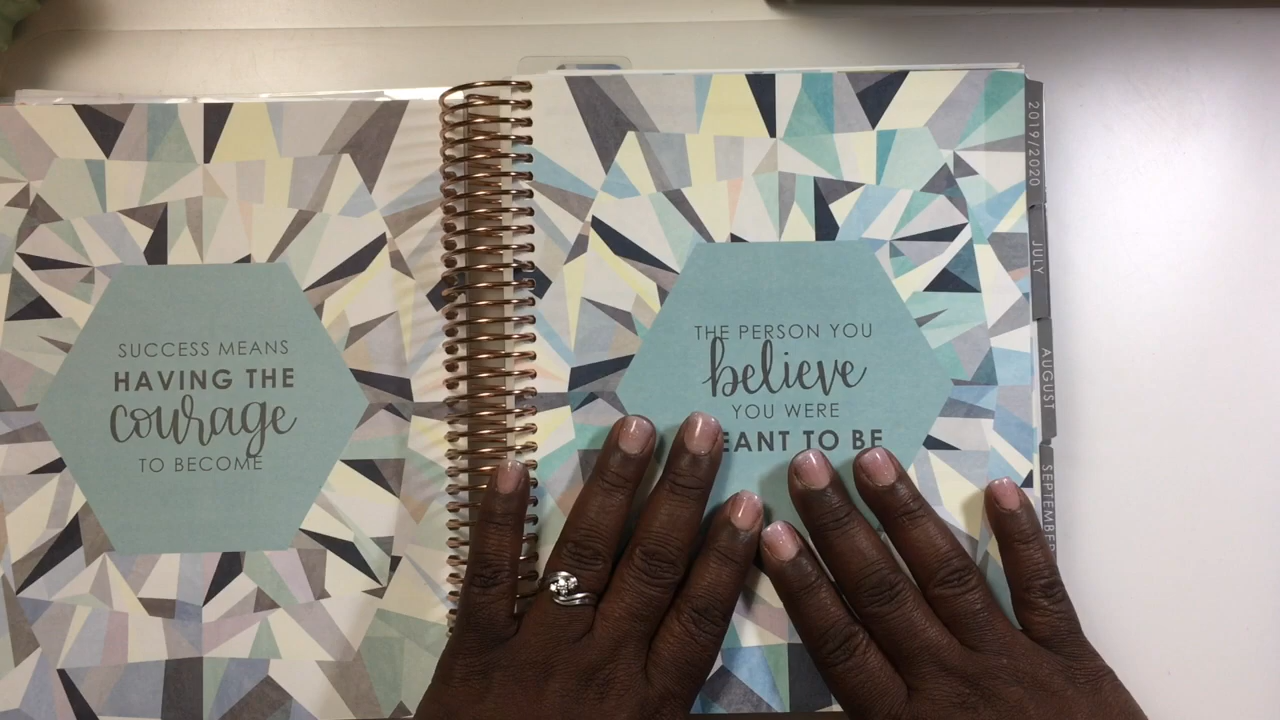 SUCCESS MEANS
HAVING THE
courage
TO BECOME
THE PERSON YOU
believe
YOU WERE
EANT TO BE
2019/2020
JULY
AUGUST
SEPTEMBER